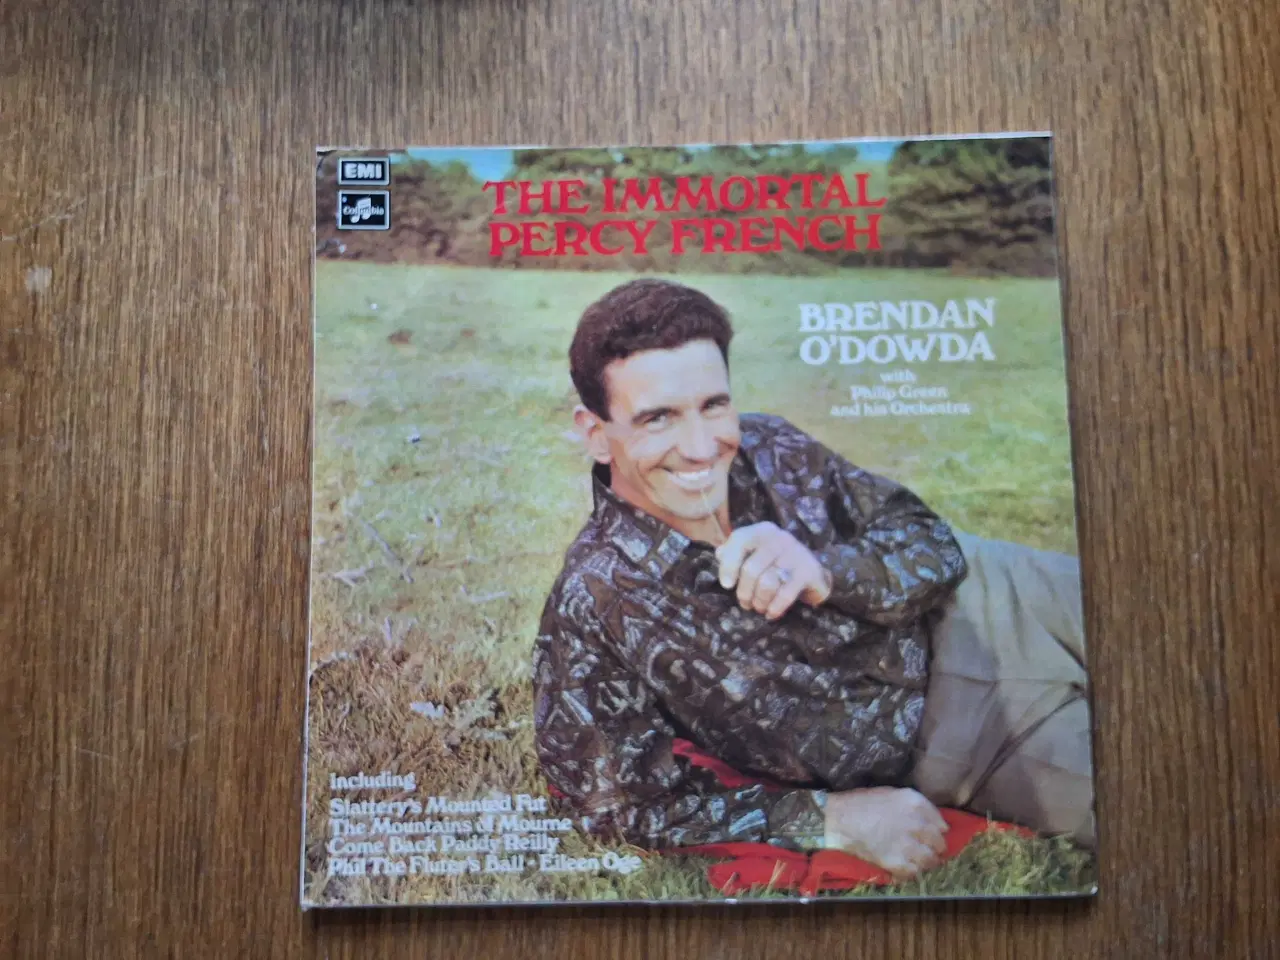 EMI
Columbia
THE IMMORTAL
PERCY FRENCH
BRENDAN
O'DOWDA
with
Philip Green
and his Orchestra
Including
Slattery's Mounted Fut
The Mountains of Mourne
Come Back Paddy Reilly
Phil The Fluter's Ball - Eileen Oge